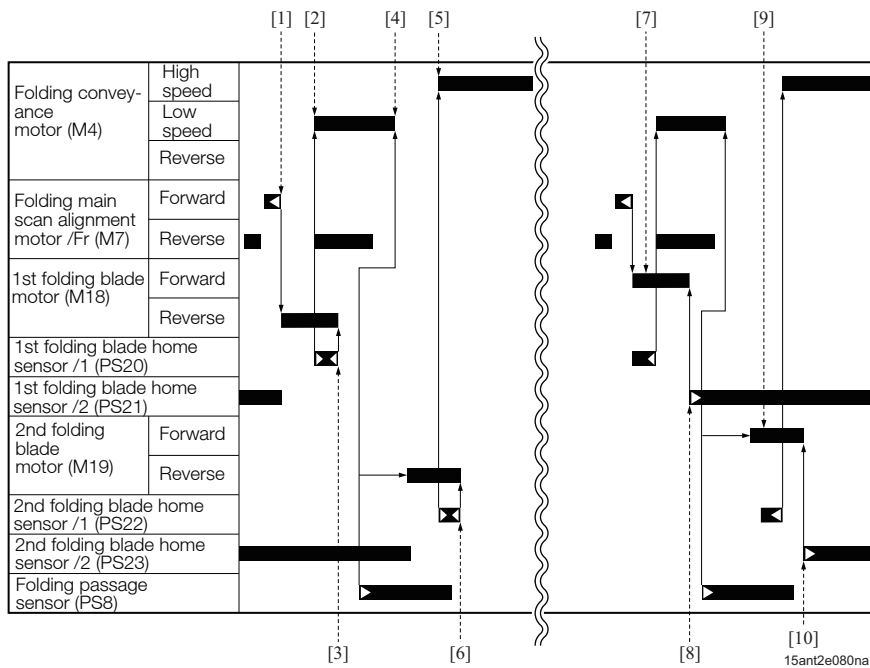 [1] [2] [4] [5] [7] [9]
Folding convey-
ance
motor (M4)
High
speed
Low
speed
Reverse
Folding main
scan alignment
motor /Fr (M7)
Forward
Reverse
1st folding blade
motor (M18)
Forward
Reverse
1st folding blade home
sensor /1 (PS20)
1st folding blade home
sensor /2 (PS21)
2nd folding
blade
motor (M19)
Forward
Reverse
2nd folding blade home
sensor /1 (PS22)
2nd folding blade home
sensor /2 (PS23)
Folding passage
sensor (PS8)
[3] [6] [8] [10]
15ant2e080na